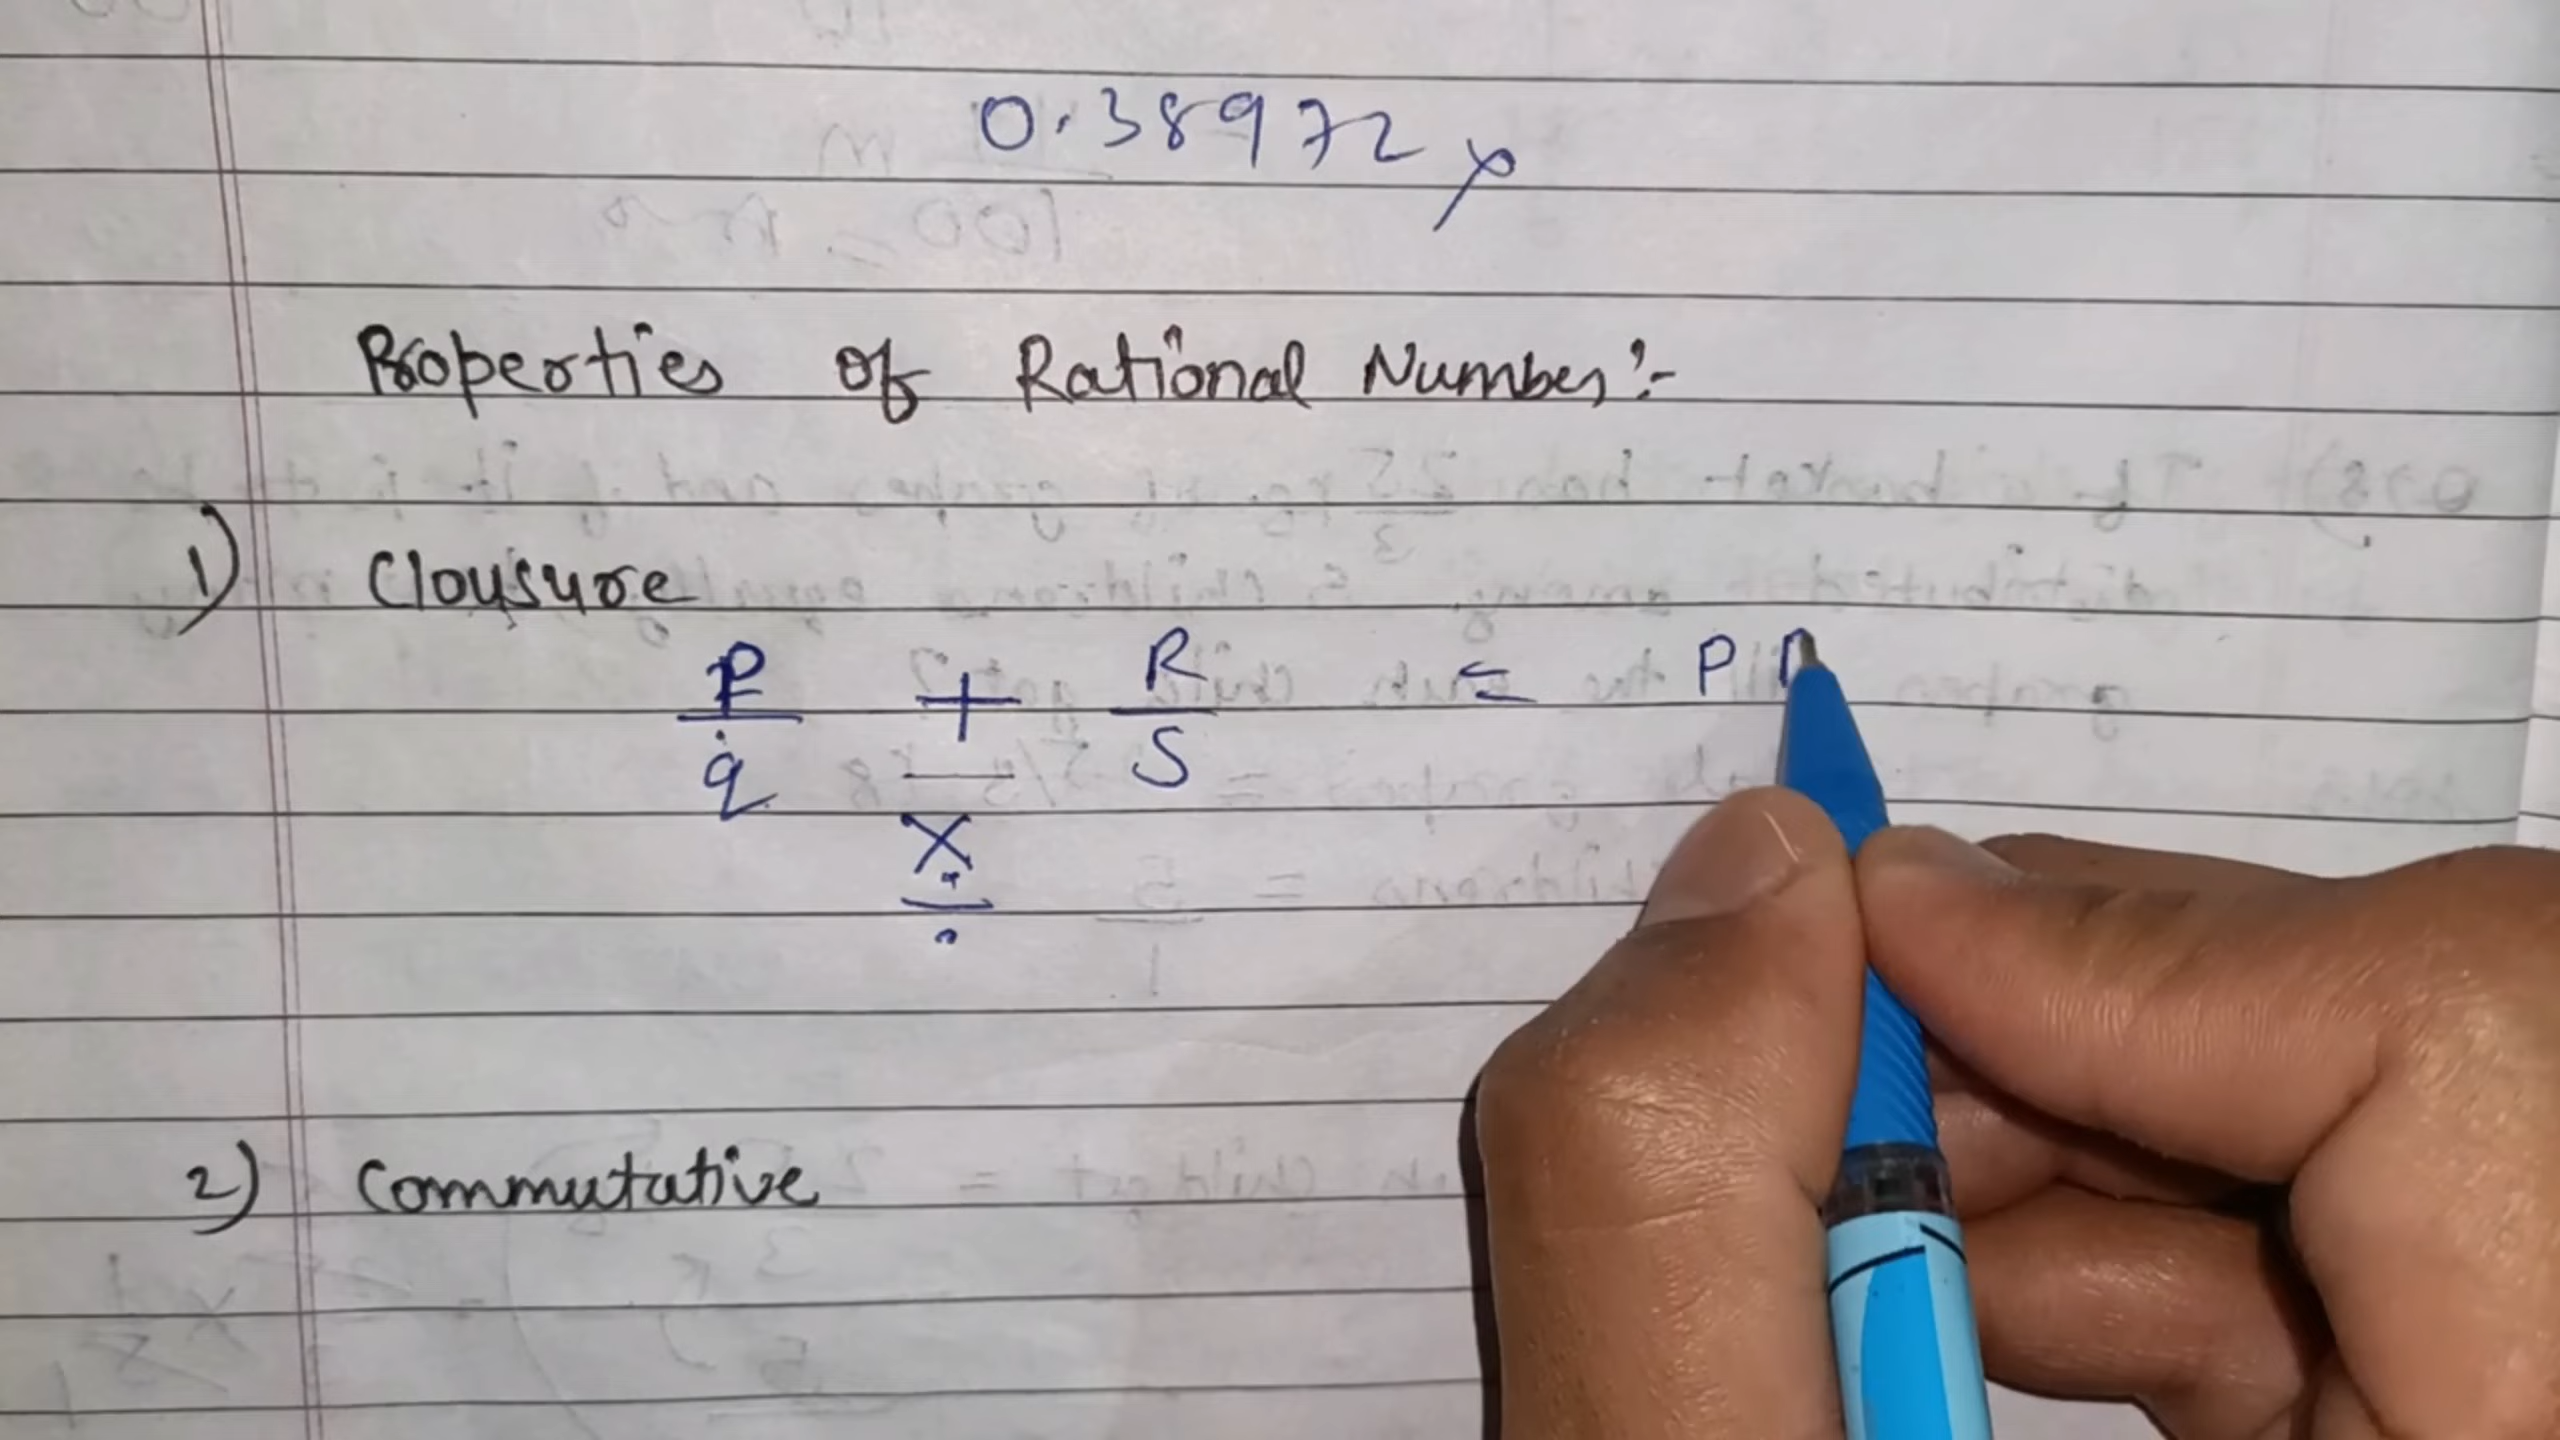 0.38972
Properties of Rational Number:-
1) Clousure
P/q + R/S = P
-
×
÷
2) Commutative